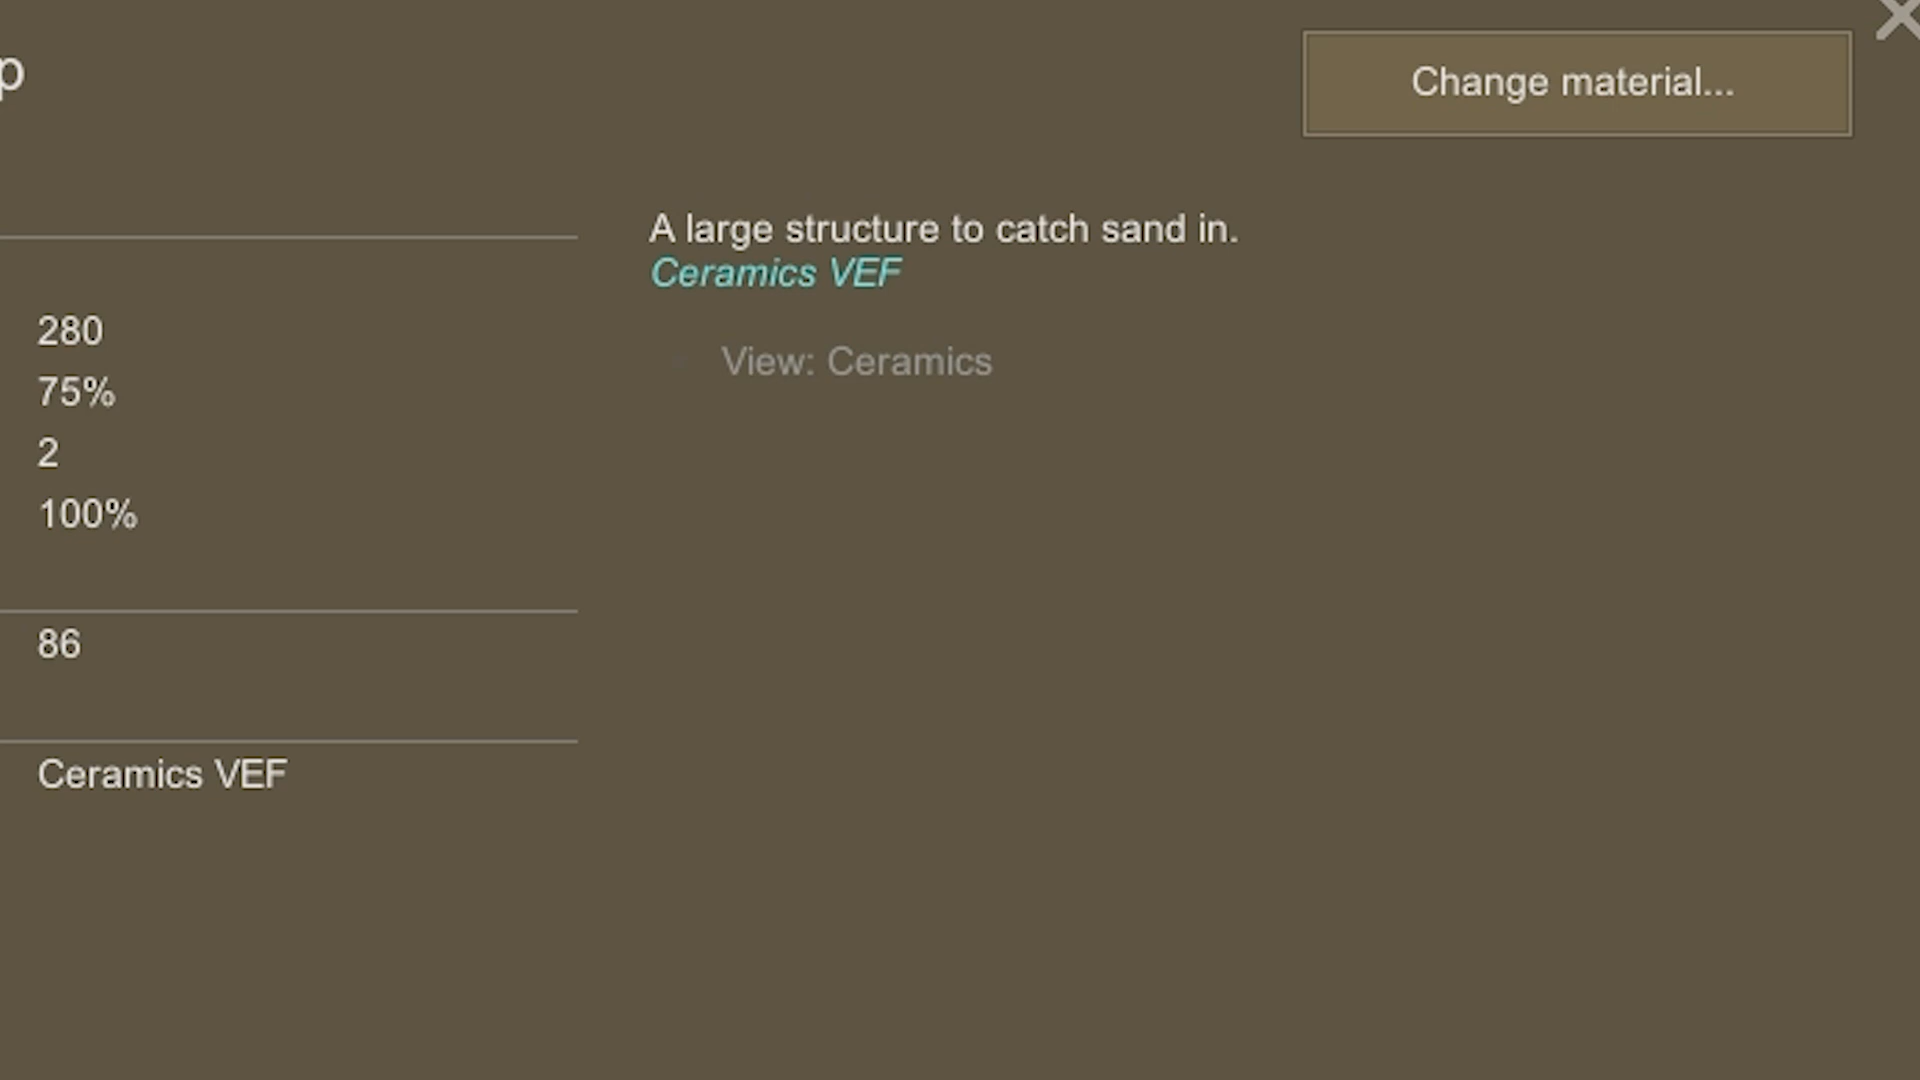 p
Change material...
A large structure to catch sand in.
Ceramics VEF
View: Ceramics
280
75%
2
100%
86
Ceramics VEF